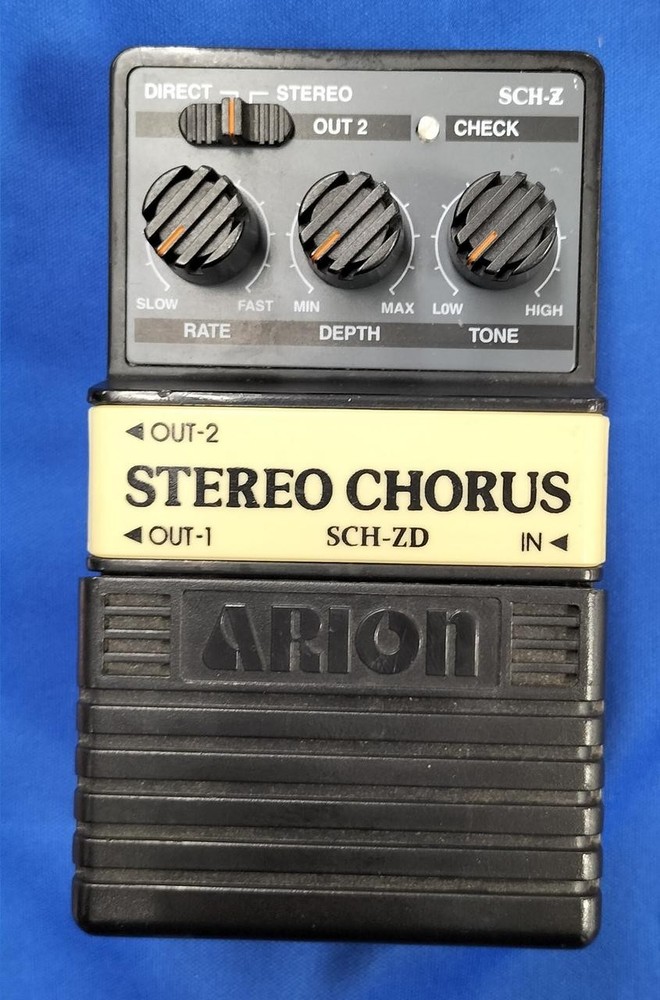 DIRECT STEREO SCH-Z
OUT 2 CHECK
SLOW FAST MIN MAX LOW HIGH
RATE DEPTH TONE
OUT-2
STEREO CHORUS
OUT-1 SCH-ZD IN
ARION